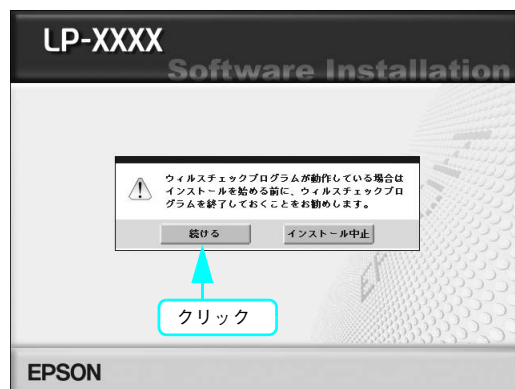 LP-XXXX
Software Installation
ウィルスチェックプログラムが動作している場合は
インストールを始める前に、ウィルスチェックプロ
グラムを終了しておくことをお勧めします。
続ける
インストール中止
クリック
EPSON